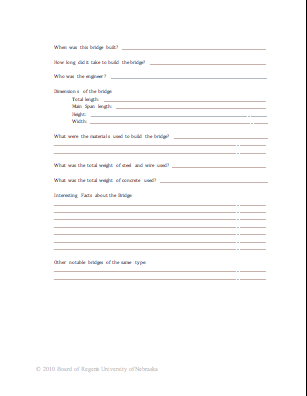 When was this bridge built?
How long did it take to build the bridge?
Who was the engineer?
Dimensions of the bridge
Total length:
Main Span length:
Height:
Width:
What were the materials used to build the bridge?
What was the total weight of steel and wire used?
What was the total weight of concrete used?
Interesting Facts about the Bridge
Other notable bridges of the same type
© 2010 Board of Regents University of Nebraska